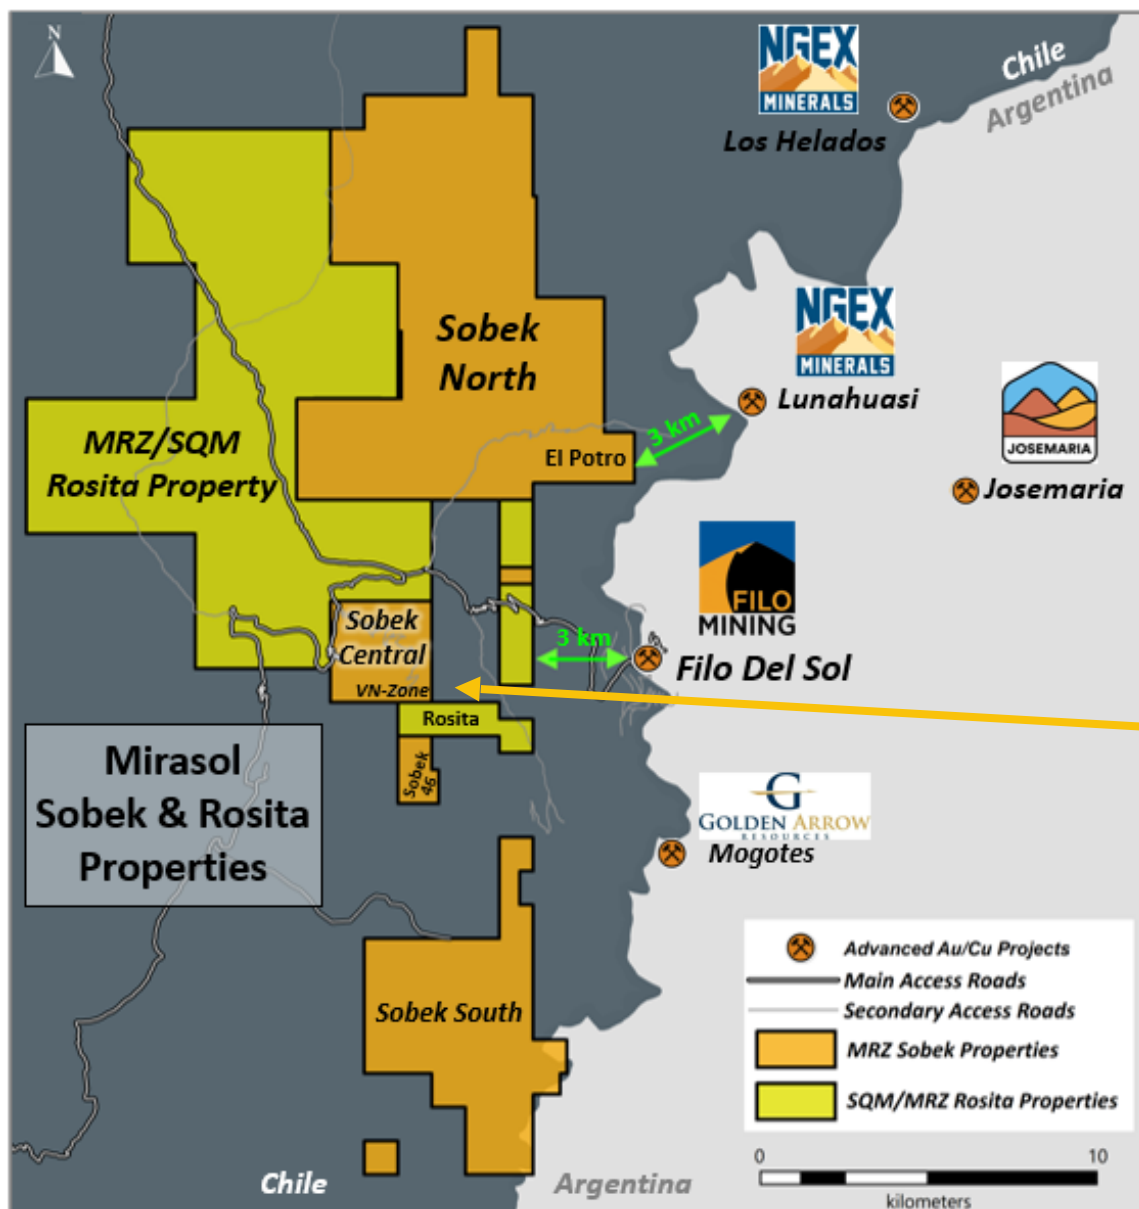 N
NGEX
MINERALS
Los Helados
Chile
Argentina
Sobek
North
NGEX
MINERALS
Lunahuasi
JOSEMARIA
Josemaria
MRZ/SQM
Rosita Property
3 km
El Potro
FILO
MINING
Filo Del Sol
3 km
Sobek
Central
VN-Zone
Rosita
Sobek
46
Mirasol
Sobek & Rosita
Properties
G
GOLDEN ARROW
RESOURCES
Mogotes
Sobek South
Advanced Au/Cu Projects
Main Access Roads
Secondary Access Roads
MRZ Sobek Properties
SQM/MRZ Rosita Properties
0 10
kilometers
Chile
Argentina